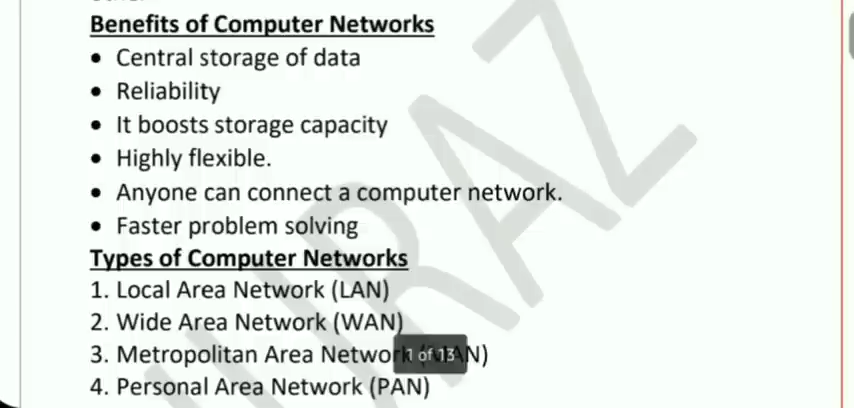 Benefits of Computer Networks
• Central storage of data
• Reliability
• It boosts storage capacity
• Highly flexible.
• Anyone can connect a computer network.
• Faster problem solving
Types of Computer Networks
1. Local Area Network (LAN)
2. Wide Area Network (WAN)
3. Metropolitan Area Network (MAN)
1 of 13
4. Personal Area Network (PAN)